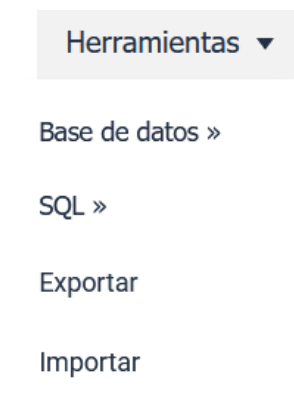 Herramientas ▼
Base de datos »
SQL »
Exportar
Importar